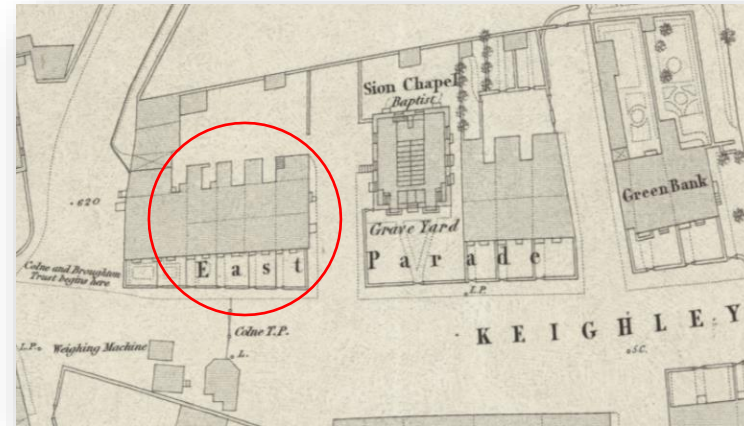 Sion Chapel
Baptist
620
Green Bank
Grave Yard
East Parade
Colne and Broughton
Trust begins here
L.P.
Colne T.P.
KEIGHLEY
L.P.
Weighing Machine
L.
S.C.